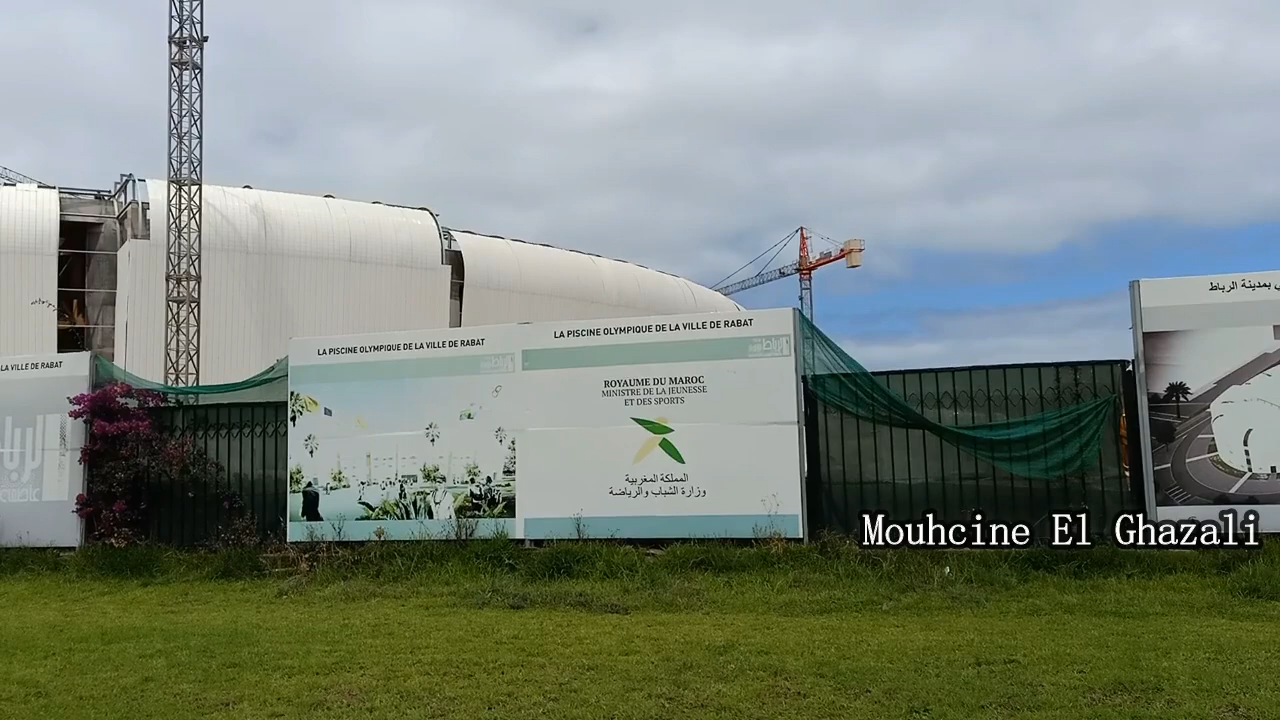 LA VILLE DE RABAT
LA PISCINE OLYMPIQUE DE LA VILLE DE RABAT
LA PISCINE OLYMPIQUE DE LA VILLE DE RABAT
الرباط
ROYAUME DU MAROC
MINISTRE DE LA JEUNESSE
ET DES SPORTS
المملكة المغربية
وزارة الشباب والرياضة
بمدينة الرباط
Mouhcine El Ghazali